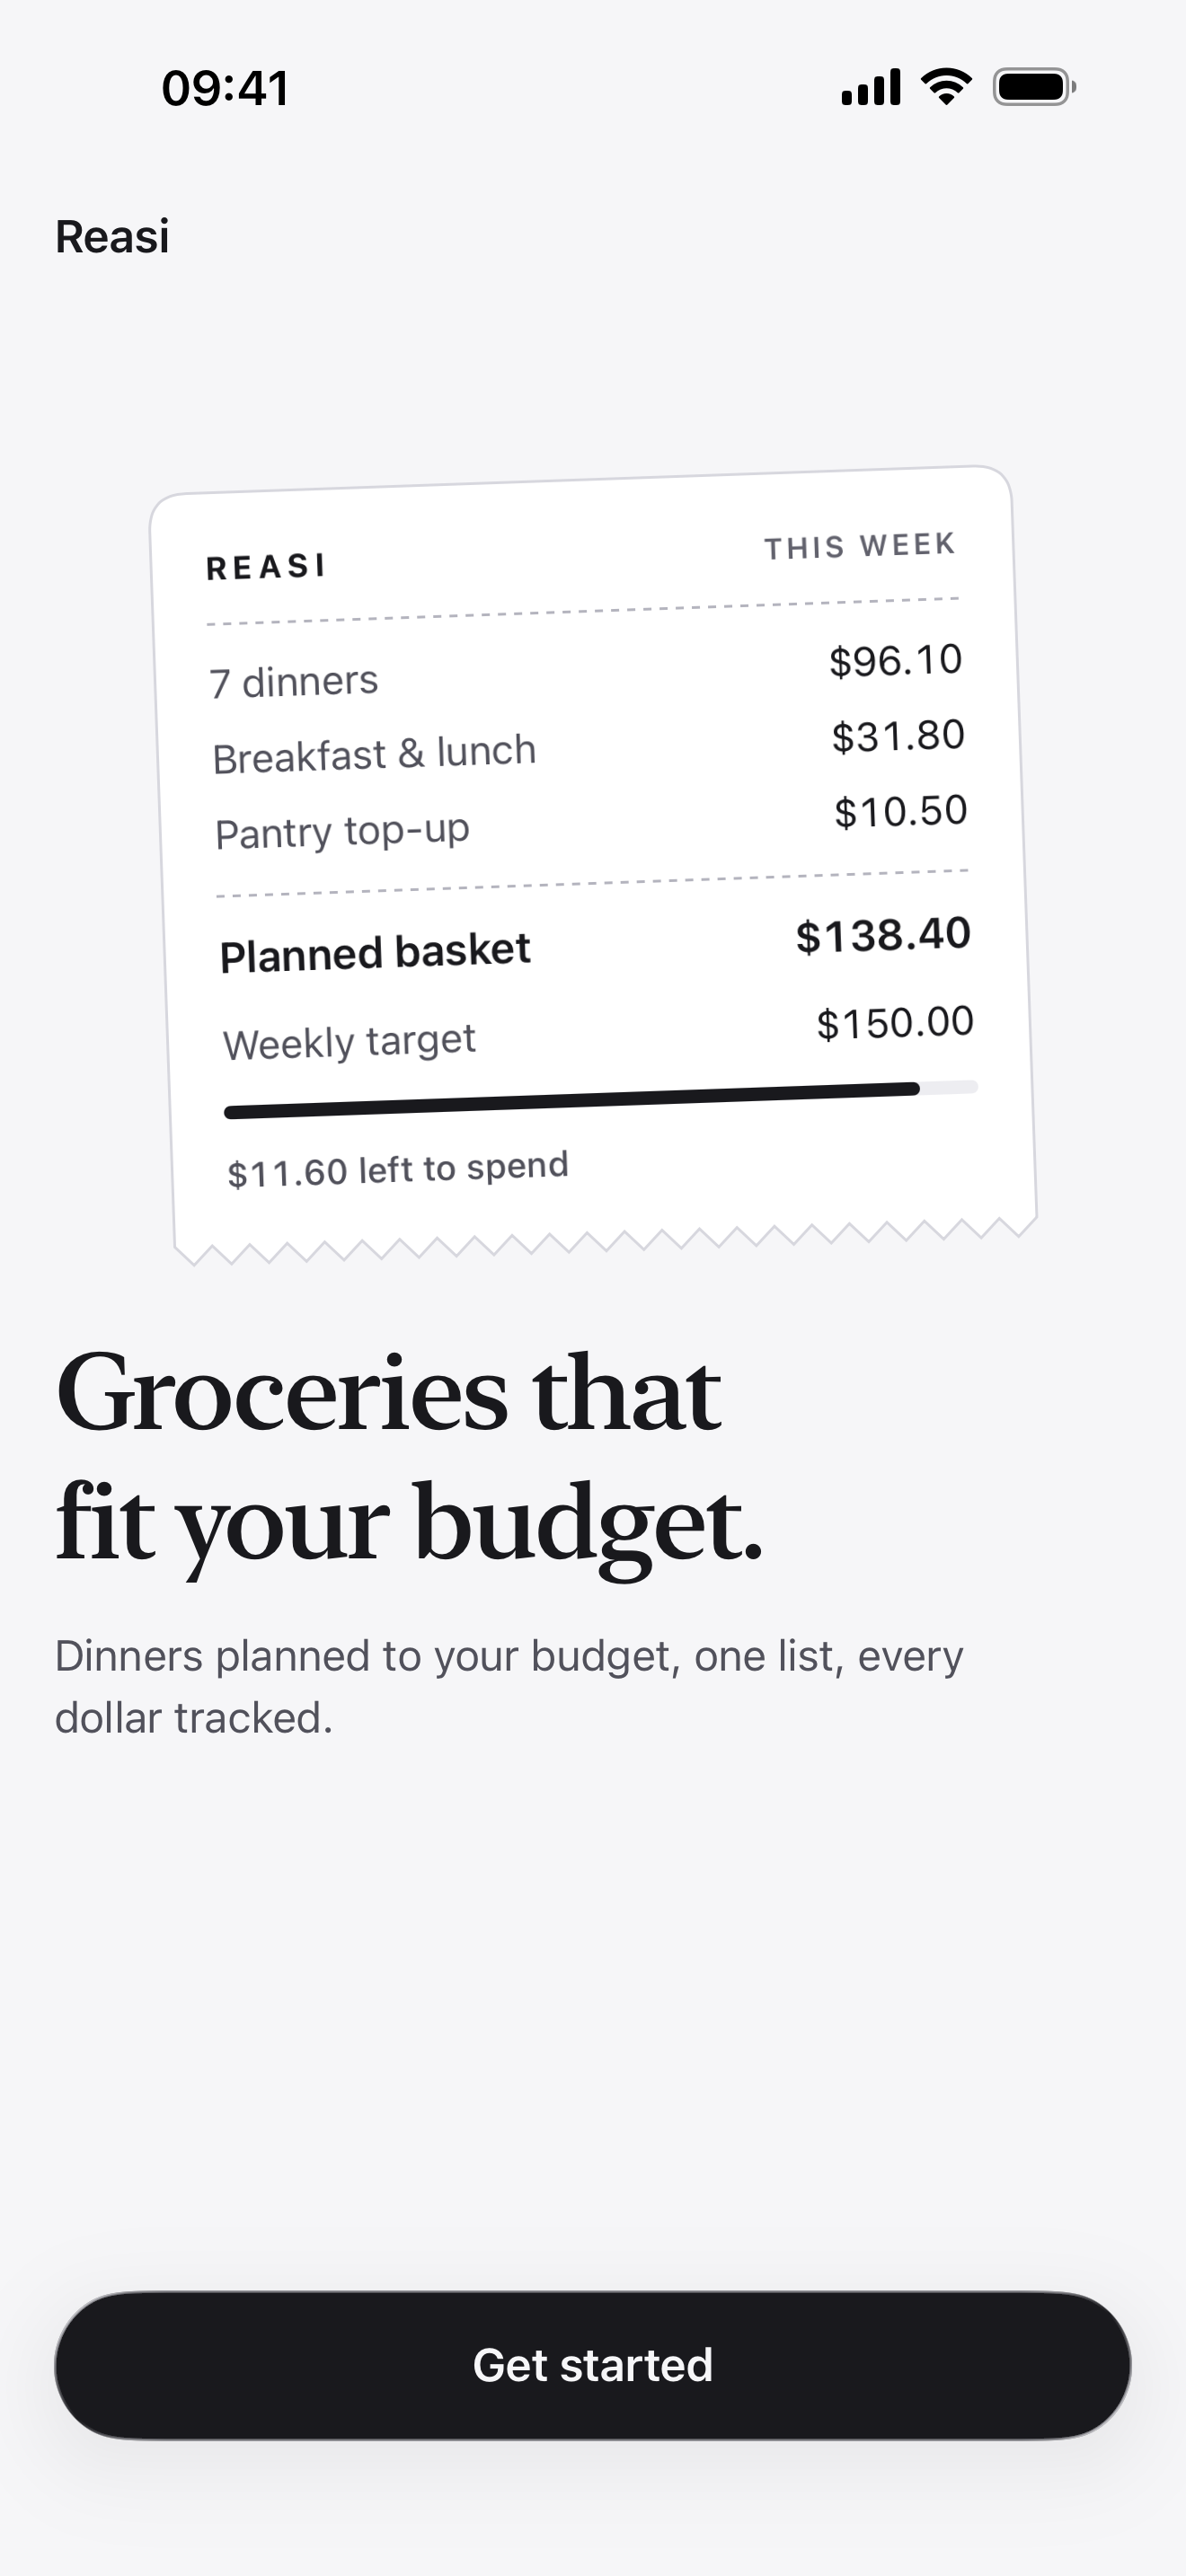 09:41
Reasi
REASI THIS WEEK
7 dinners $96.10
Breakfast & lunch $31.80
Pantry top-up $10.50
Planned basket $138.40
Weekly target $150.00
$11.60 left to spend
Groceries that
fit your budget.
Dinners planned to your budget, one list, every
dollar tracked.
Get started